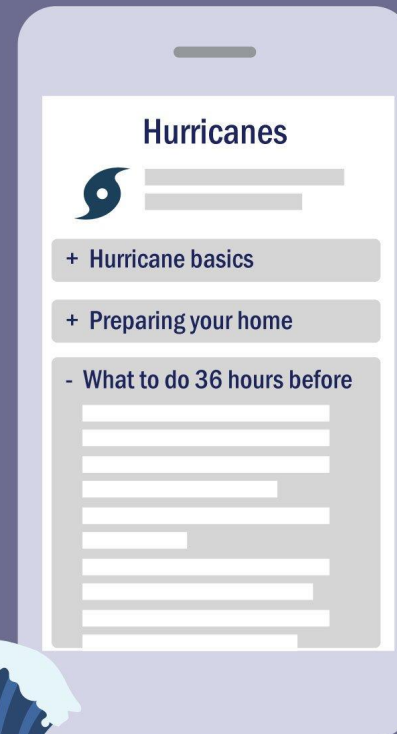 Hurricanes
+ Hurricane basics
+ Preparing your home
- What to do 36 hours before